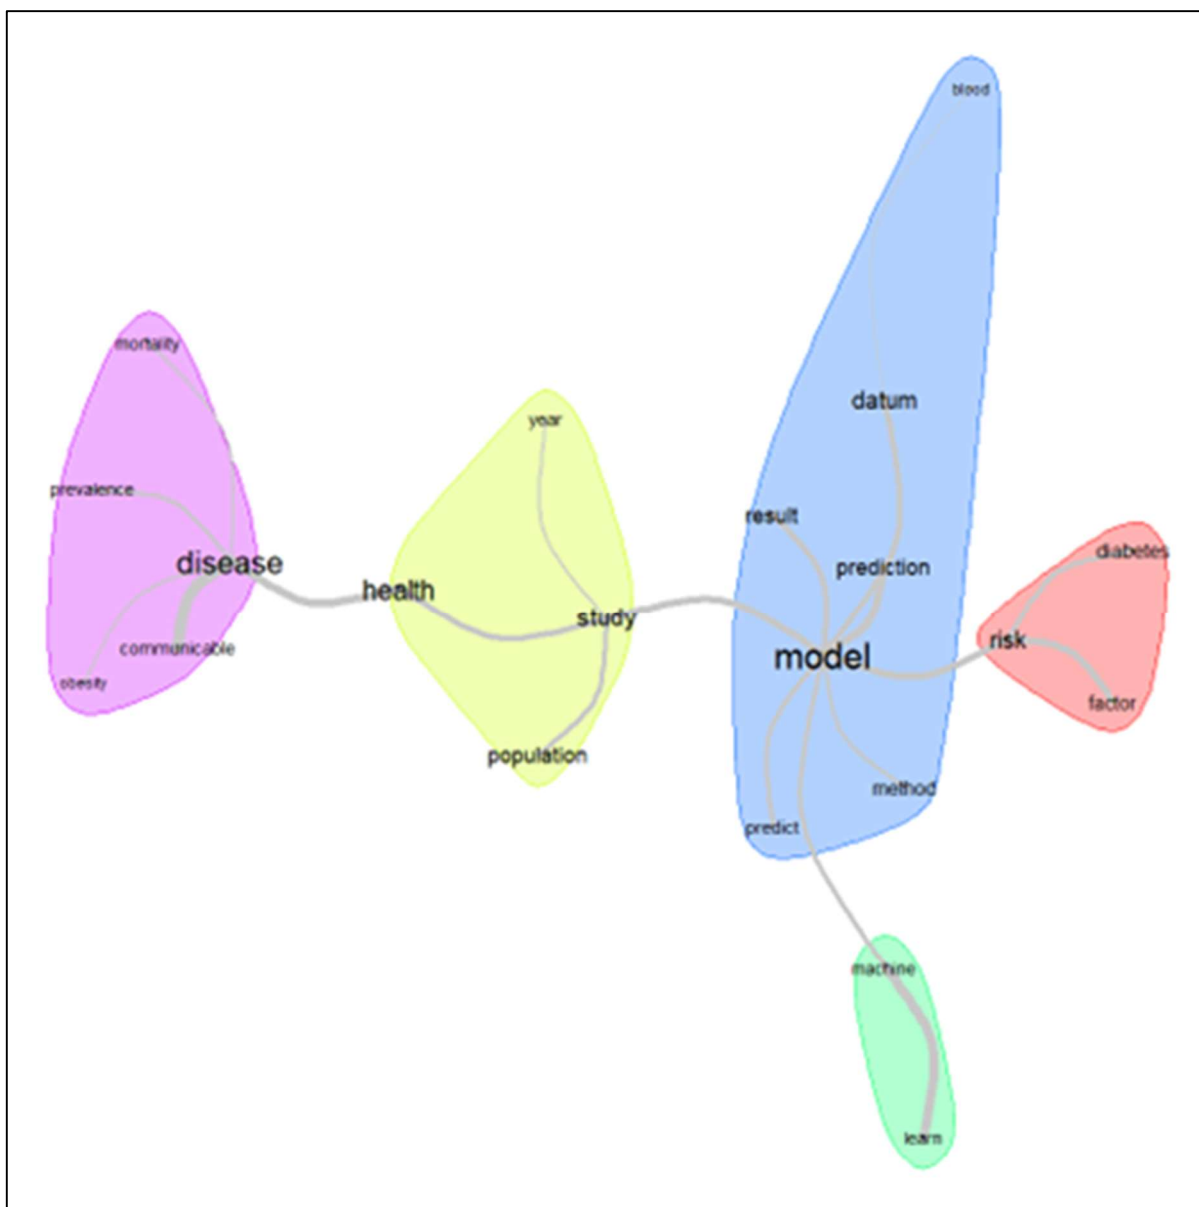 blood
mortality
datum
year
prevalence
result
diabetes
disease
prediction
health
study
risk
communicable
model
obesity
factor
population
method
predict
machine
learn